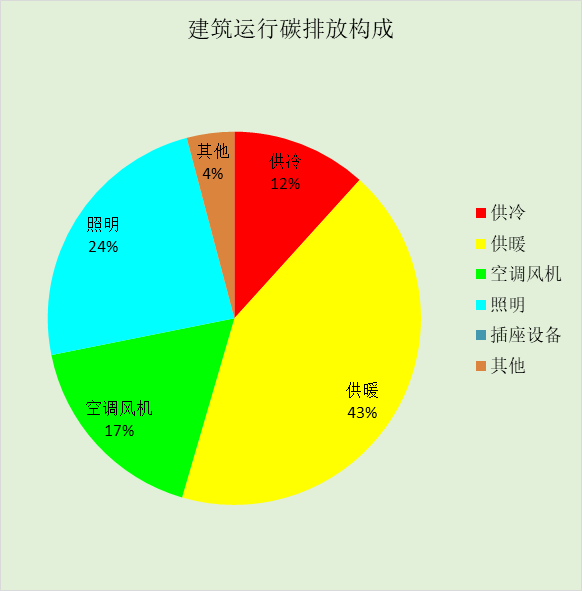 建筑运行碳排放构成
其他
4%
供冷
12%
照明
24%
供暖
43%
空调风机
17%
供冷
供暖
空调风机
照明
插座设备
其他